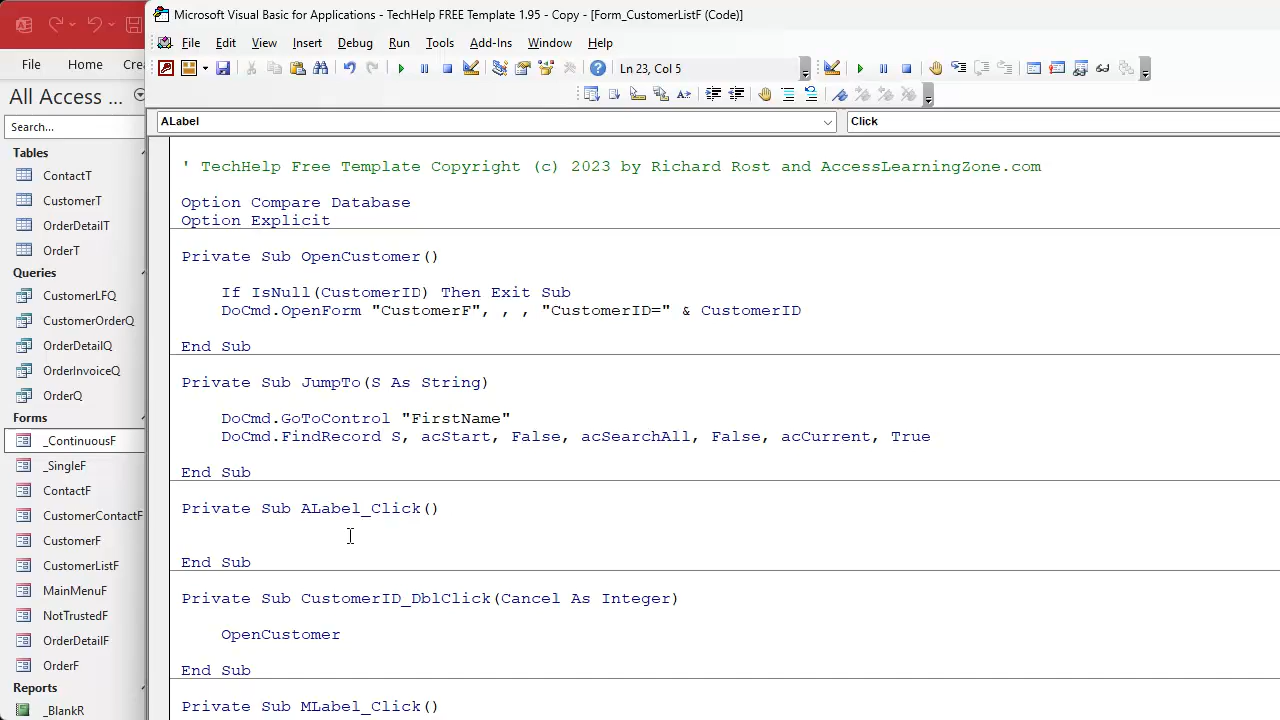 Microsoft Visual Basic for Applications - TechHelp FREE Template 1.95 - Copy - [Form_CustomerListF (Code)]
File Home Cre
File Edit View Insert Debug Run Tools Add-Ins Window Help
Ln 23, Col 5
All Access ...
Search...
ALabel
Click
Tables
ContactT
CustomerT
OrderDetailT
OrderT
Queries
CustomerLFQ
CustomerOrderQ
OrderDetailQ
OrderInvoiceQ
OrderQ
Forms
_ContinuousF
_SingleF
ContactF
CustomerContactF
CustomerF
CustomerListF
MainMenuF
NotTrustedF
OrderDetailF
OrderF
Reports
_BlankR
' TechHelp Free Template Copyright (c) 2023 by Richard Rost and AccessLearningZone.com
Option Compare Database
Option Explicit
Private Sub OpenCustomer()
If IsNull(CustomerID) Then Exit Sub
DoCmd.OpenForm "CustomerF", , , "CustomerID=" & CustomerID
End Sub
Private Sub JumpTo(S As String)
DoCmd.GoToControl "FirstName"
DoCmd.FindRecord S, acStart, False, acSearchAll, False, acCurrent, True
End Sub
Private Sub ALabel_Click()
End Sub
Private Sub CustomerID_DblClick(Cancel As Integer)
OpenCustomer
End Sub
Private Sub MLabel_Click()